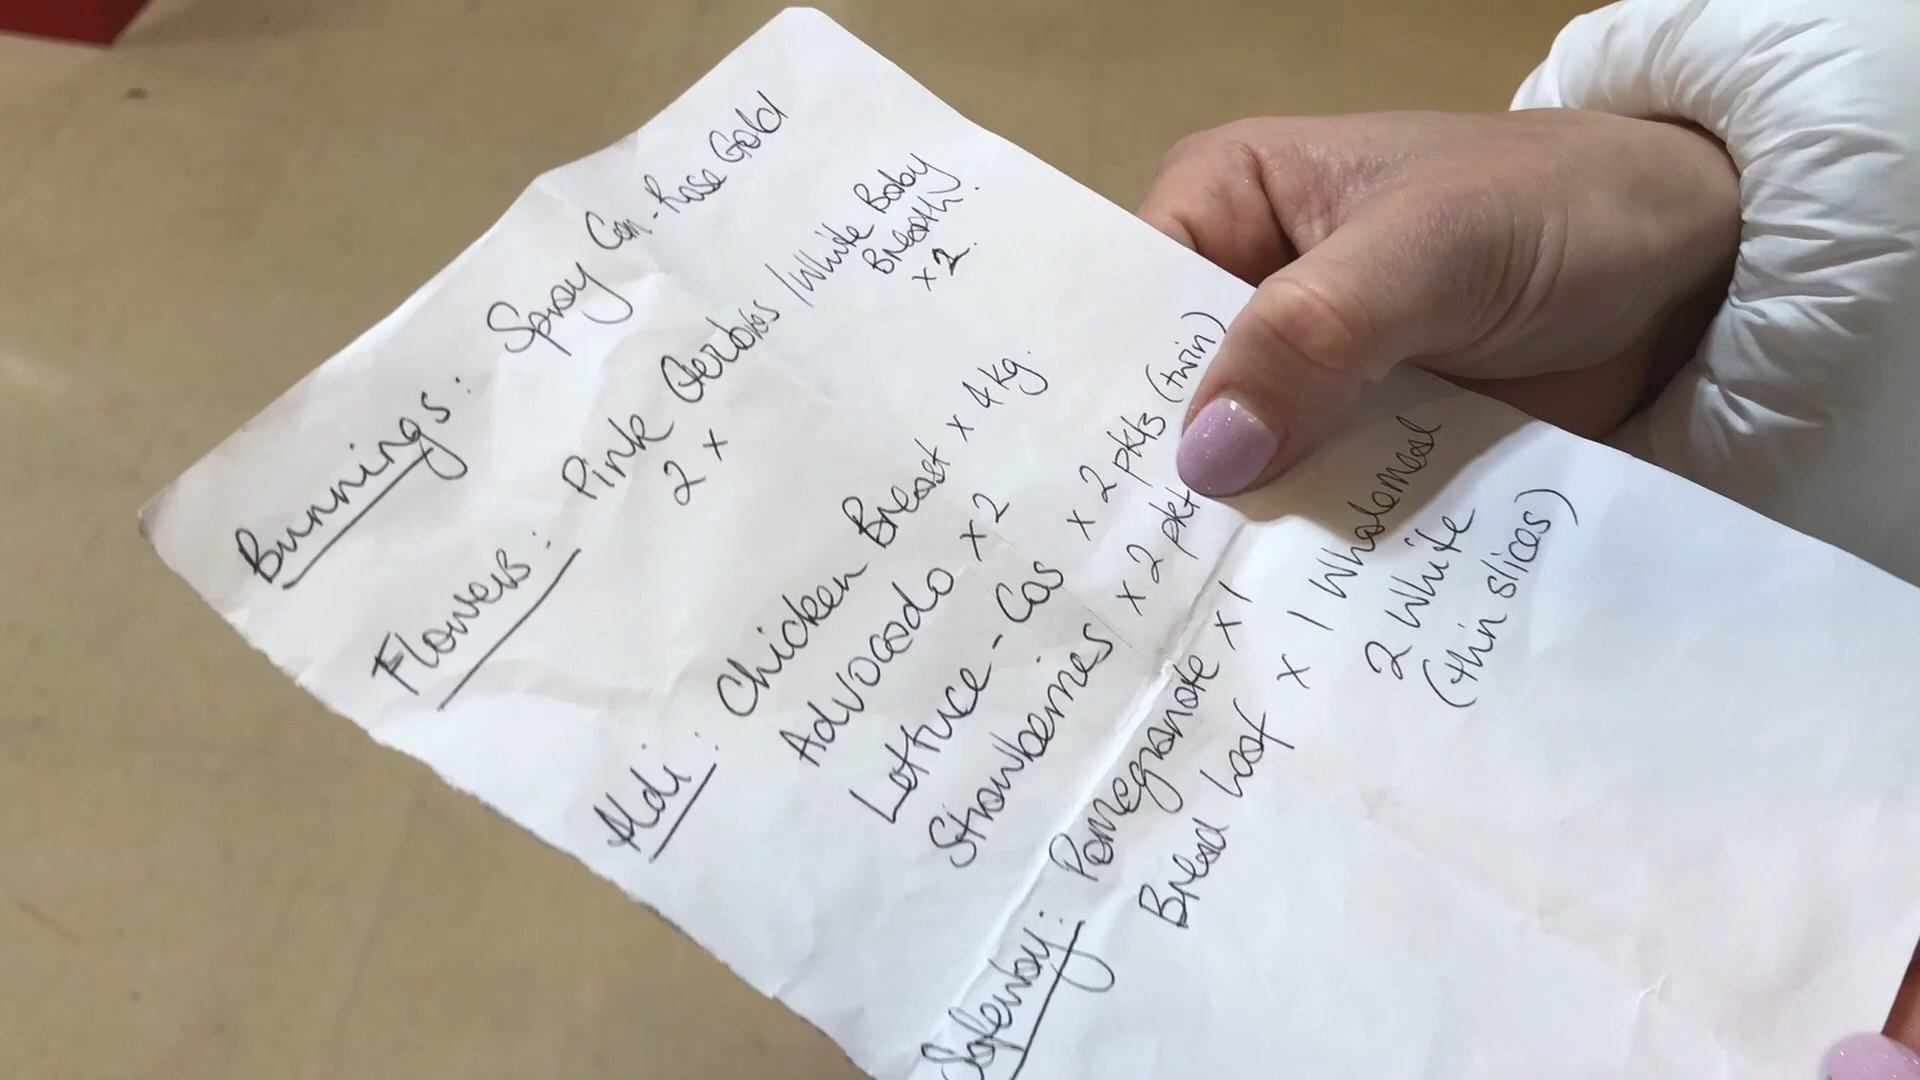 Bunnings: Spray Can - Rose Gold
Flowers: Pink Gerbras / White Baby
Breath.
2 x
x 2.
Aldi: Chicken Breast x 4kg.
Advocado x 2
Lettuce - Cos x 2 pkts (twin)
Strawberries x 2 pkt
Safeway: Pomegranate x 1
Bread Loaf x 1 Wholemeal
2 White
(thin slices)